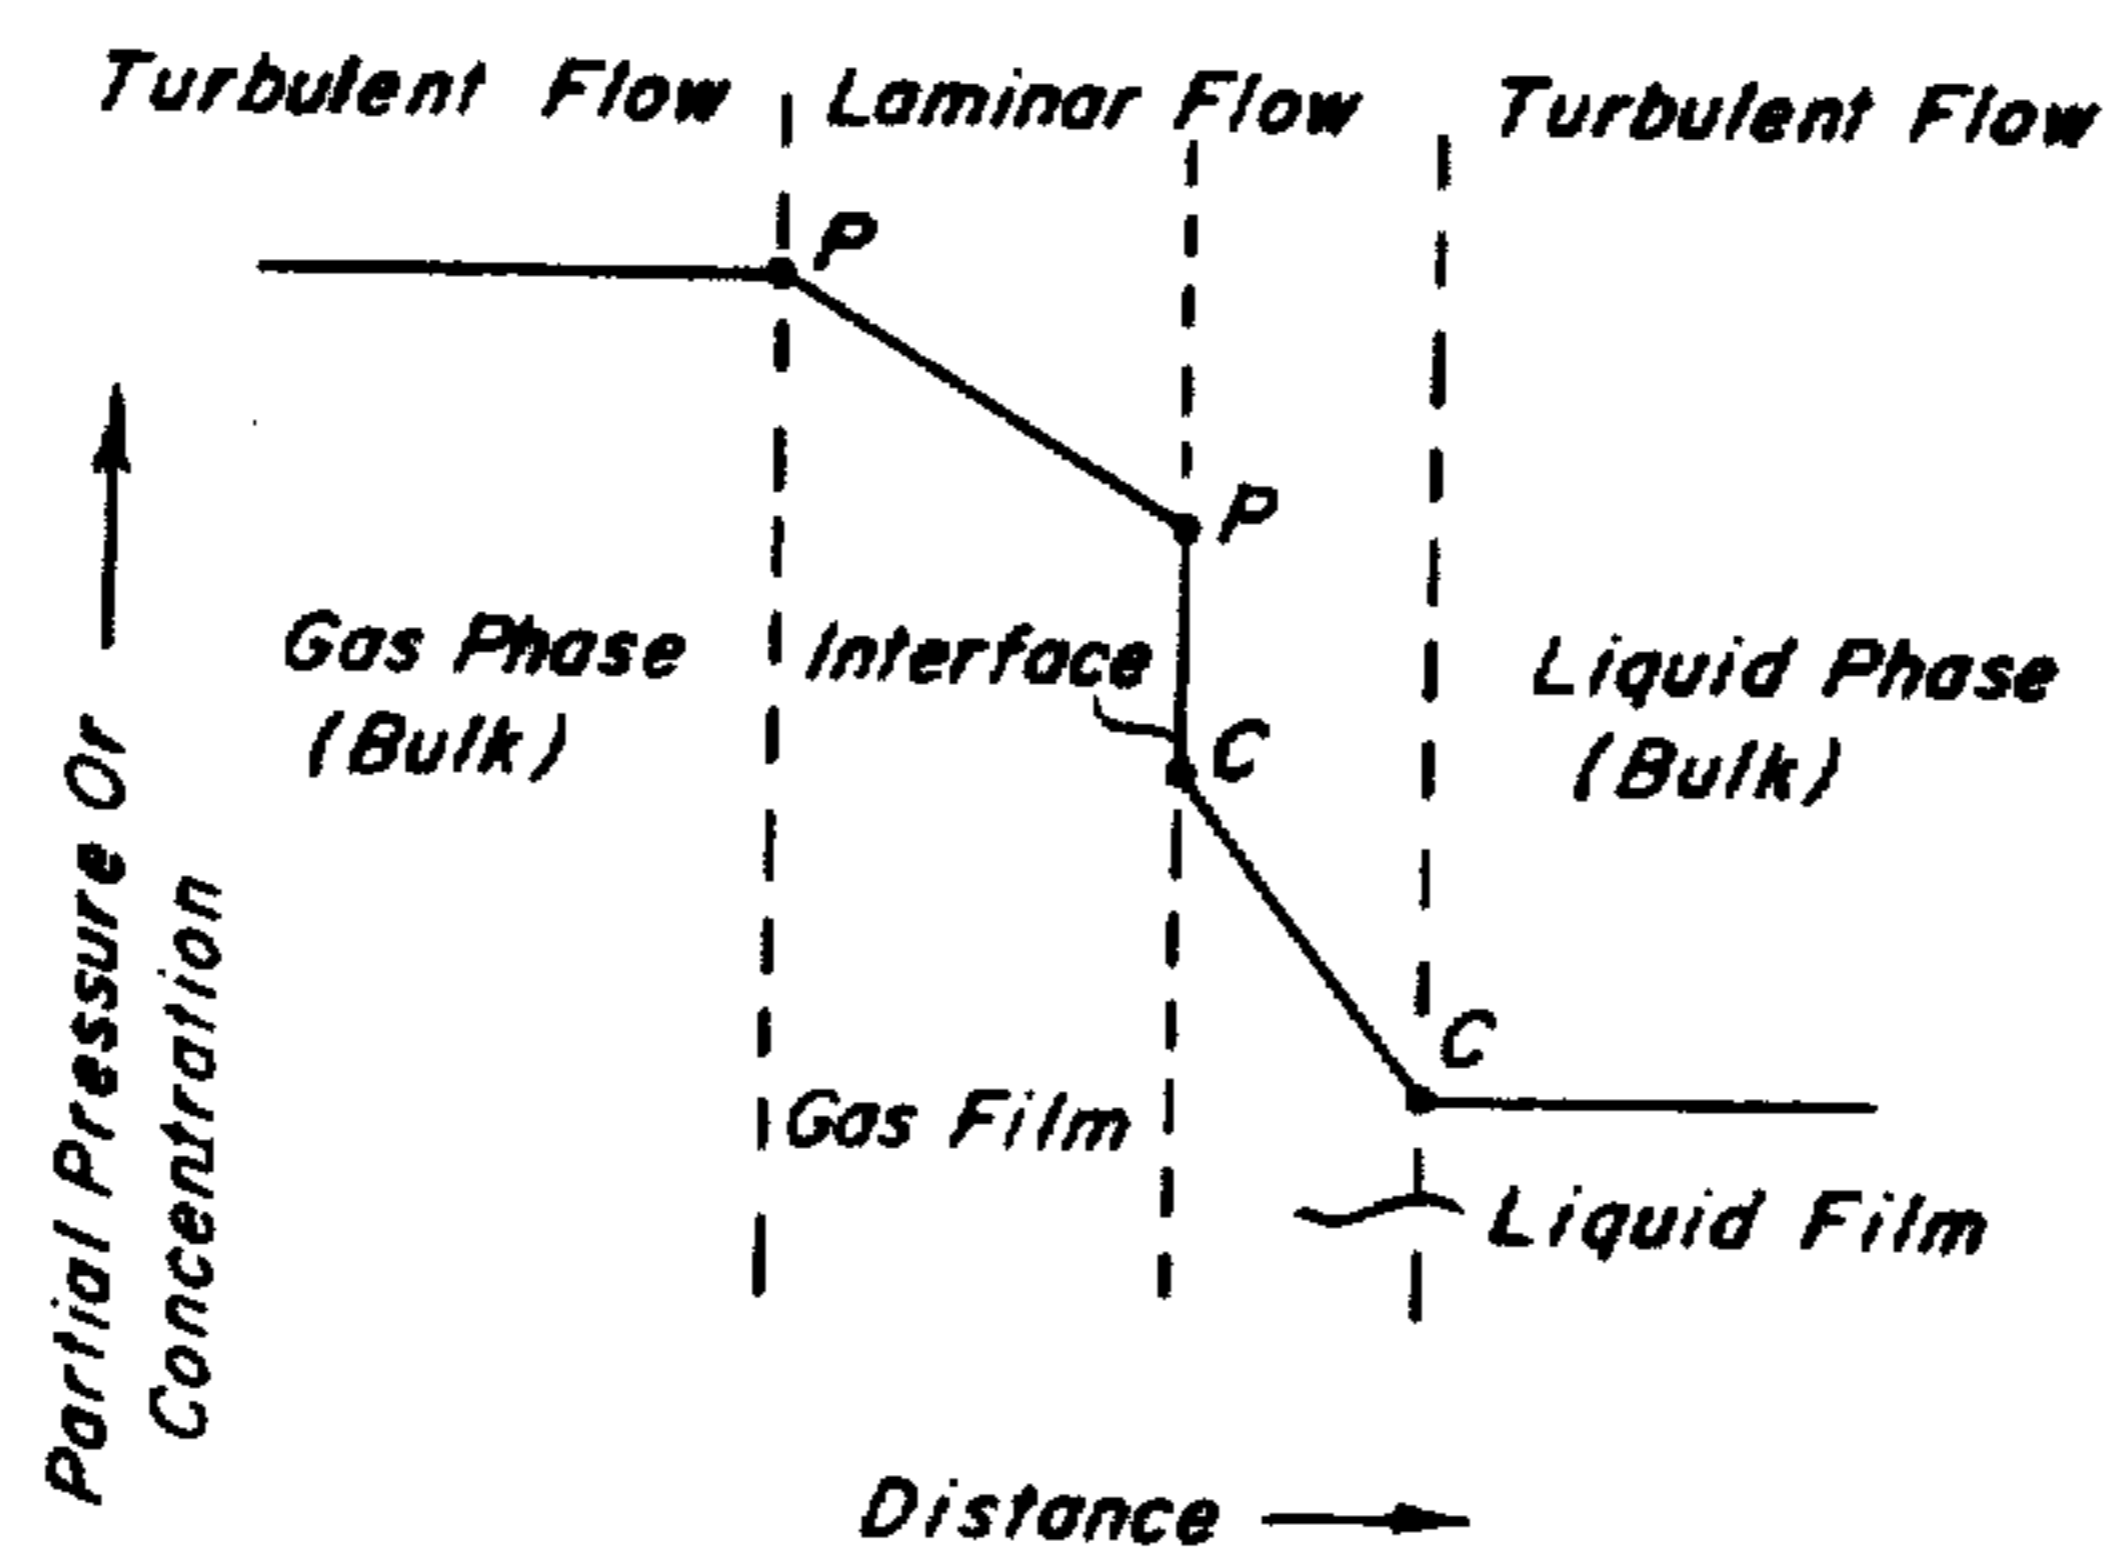 Turbulent Flow
Laminar Flow
Turbulent Flow
P
P
Gas Phase
(Bulk)
Interface
C
Liquid Phase
(Bulk)
C
Gas Film
Liquid Film
Partial Pressure Or
Concentration
Distance